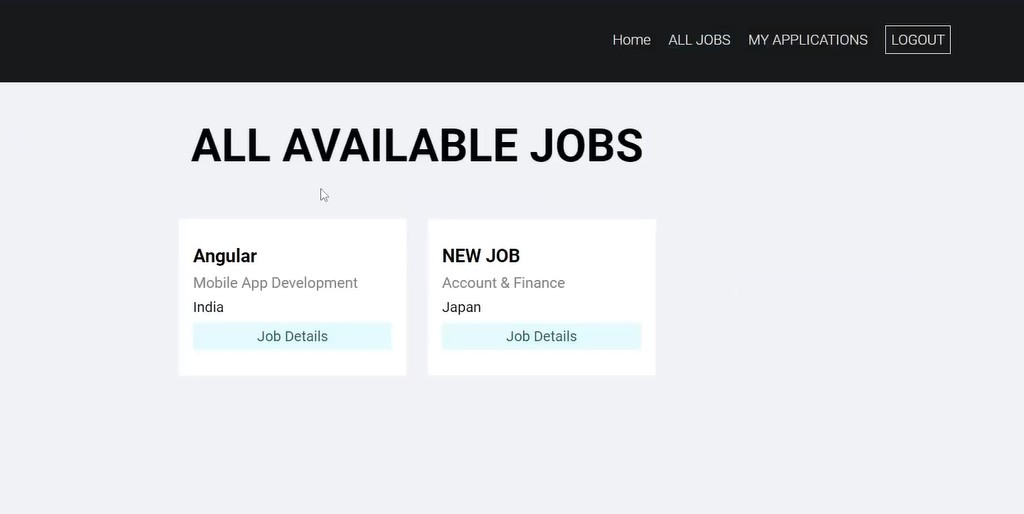 Home ALL JOBS MY APPLICATIONS LOGOUT
ALL AVAILABLE JOBS
Angular
Mobile App Development
India
Job Details
NEW JOB
Account & Finance
Japan
Job Details